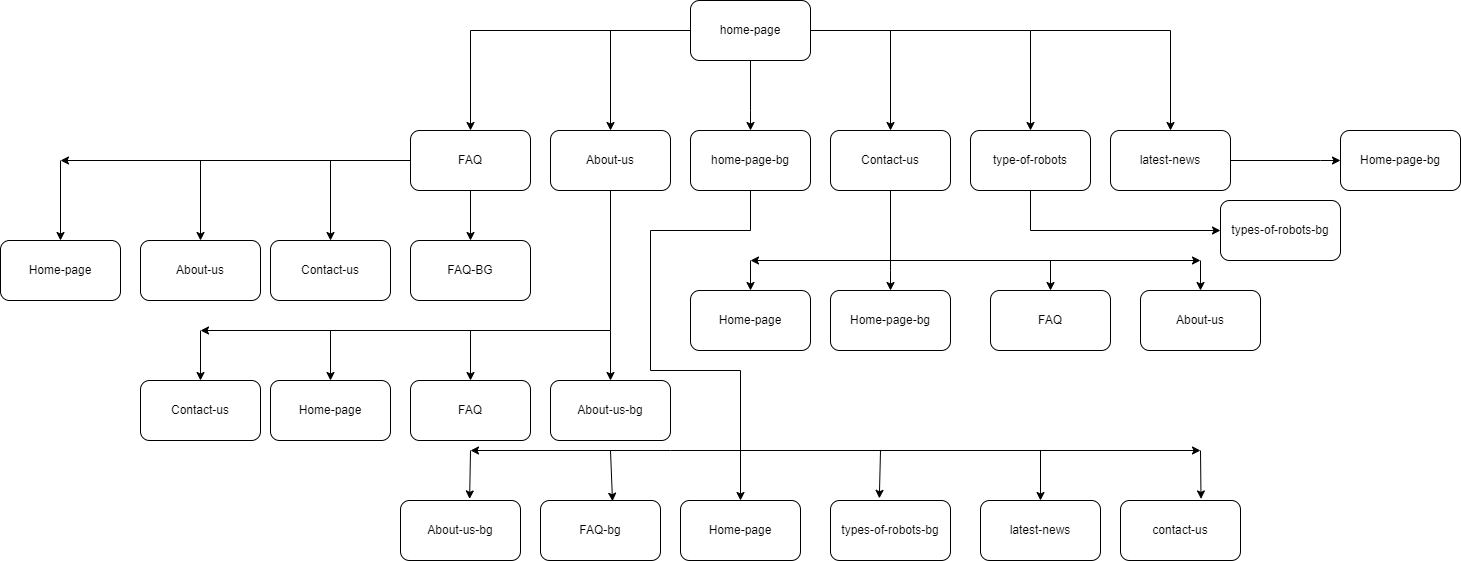 home-page
FAQ
About-us
home-page-bg
Contact-us
type-of-robots
latest-news
Home-page-bg
types-of-robots-bg
Home-page
About-us
Contact-us
FAQ-BG
Home-page
Home-page-bg
FAQ
About-us
Contact-us
Home-page
FAQ
About-us-bg
About-us-bg
FAQ-bg
Home-page
types-of-robots-bg
latest-news
contact-us